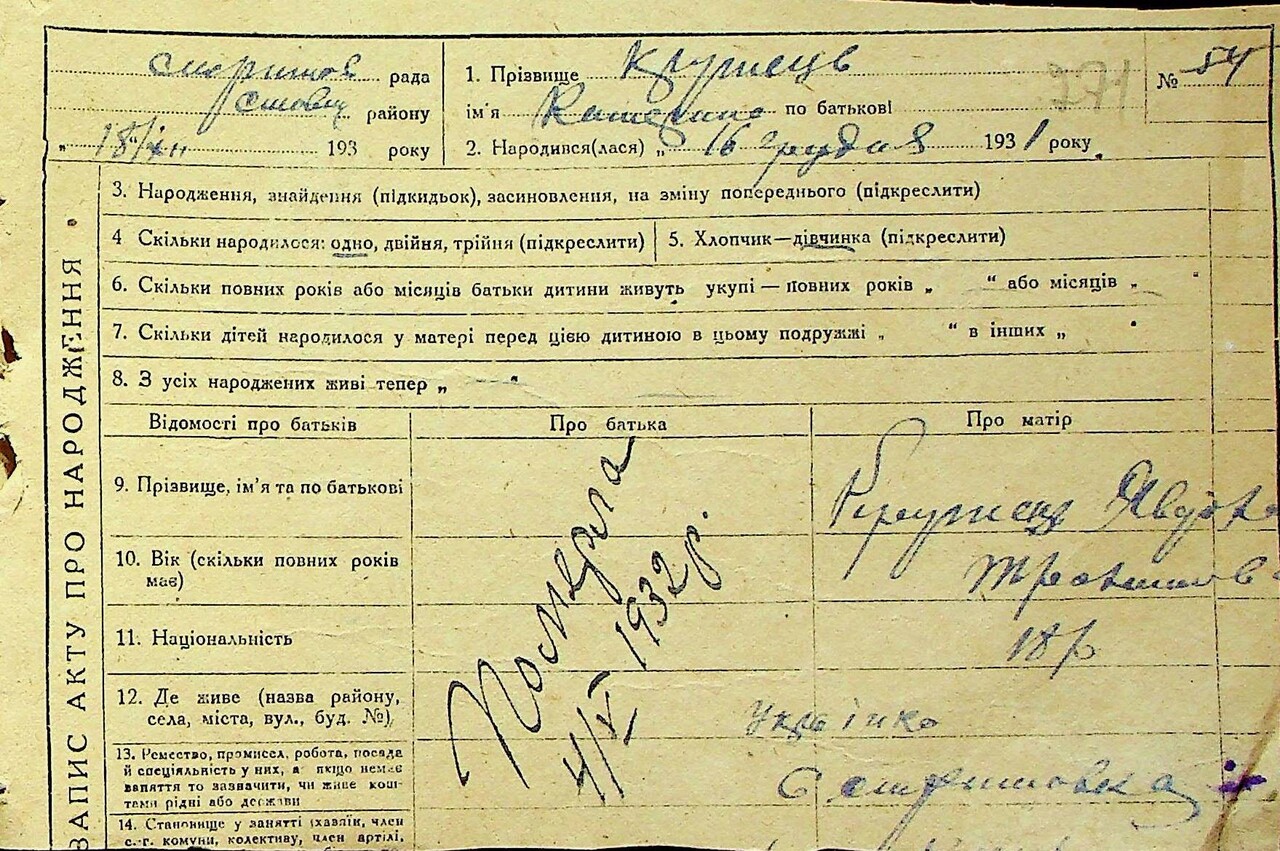 рада
району
„ 18/XII 193 року
1. Прізвище
ім'я Катерина по батькові
2. Народився(лася) „ 16 грудня 1931 року
271
№ 54
ЗАПИС АКТУ ПРО НАРОДЖЕННЯ
3. Народження, знайдення (підкидьок), засиновлення, на зміну попереднього (підкреслити)
4 Скільки народилося: одно, двійня, трійня (підкреслити)
5. Хлопчик—дівчинка (підкреслити)
6. Скільки повних років або місяців батьки дитини живуть укупі — повних років „ “ або місяців „ “
7. Скільки дітей народилося у матері перед цією дитиною в цьому подружжі „ “ в інших „ “
8. З усіх народжених живі тепер „ “
Відомості про батьків
Про батька
Про матір
9. Прізвище, ім'я та по батькові
10. Вік (скільки повних років
має)
18 р
11. Національність
Українка
12. Де живе (назва району,
села, міста, вул., буд. №)
13. Ремество, промисел, робота, посада
й спеціяльність у них, а якщо немає
заняття то зазначити, чи живе кош-
тами рідні або держави
14. Становище у занятті (хазяїн, член
с.-г. комуни, колективу, член артілі,
Померла
4/V 1932 р.